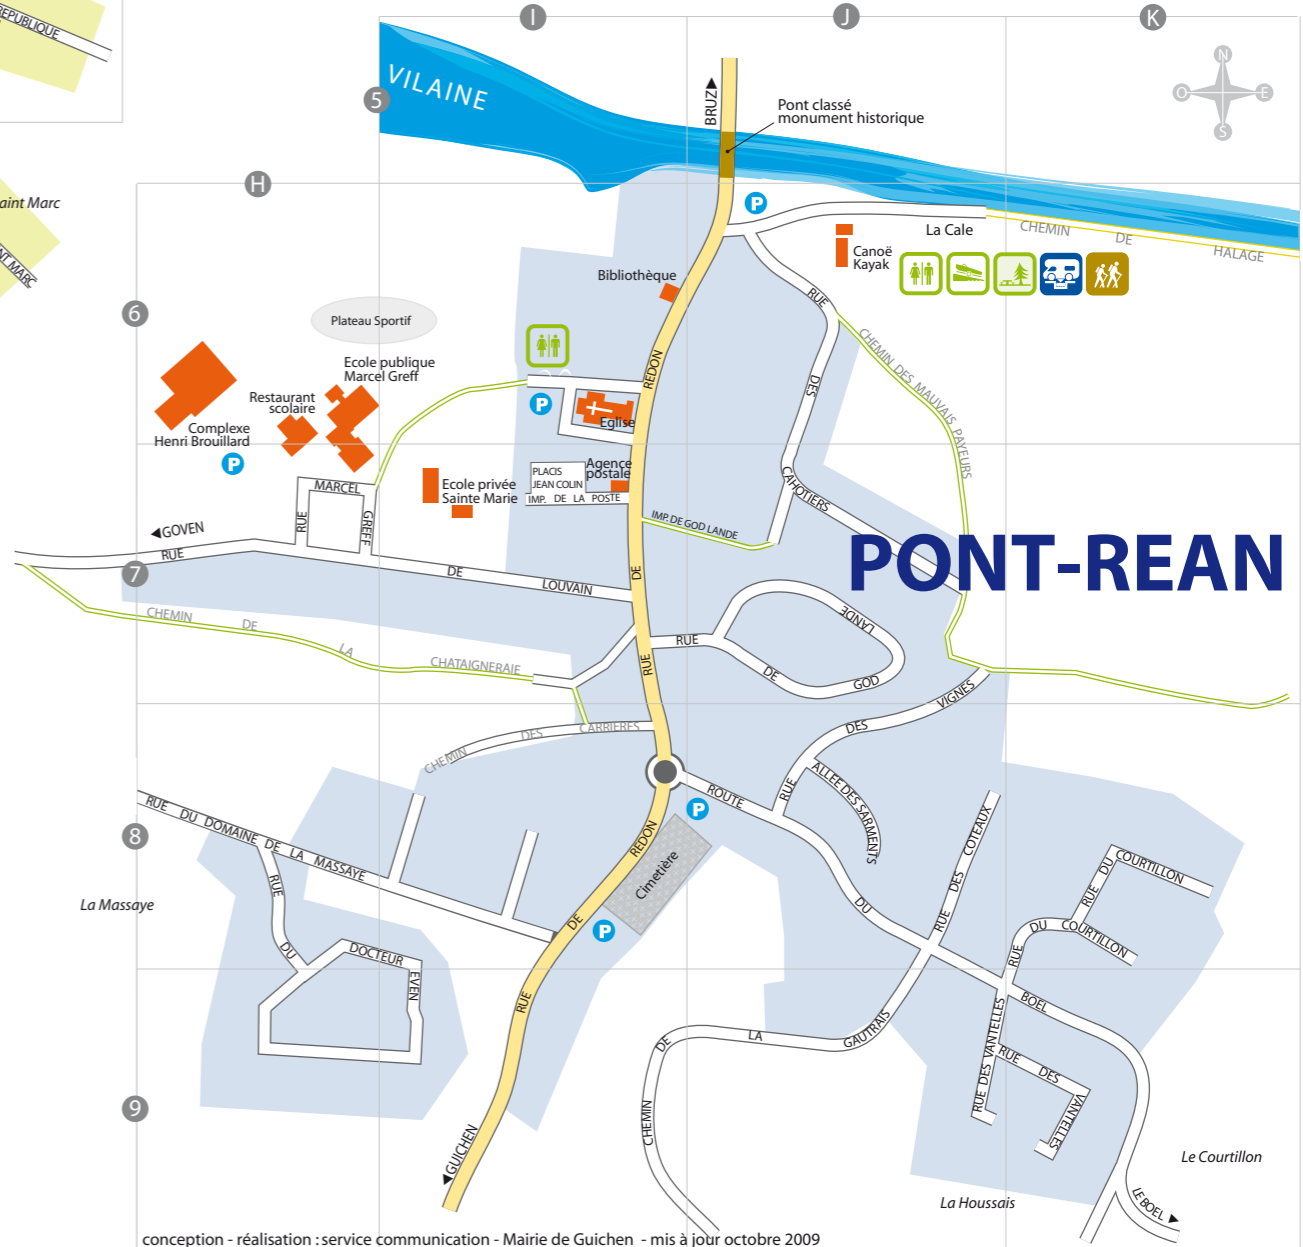 REPUBLIQUE
I
J
K
VILAINE
5
BRUZ
Pont classé
monument historique
N
O
E
S
H
aint Marc
NT MARC
P
La Cale
CHEMIN DE HALAGE
Canoë
Kayak
Bibliothèque
RUE DES CAHOTIERS
6
Plateau Sportif
Ecole publique
Marcel Greff
Restaurant
scolaire
Complexe
Henri Brouillard
P
P
Eglise
REDON
CHEMIN DES MAUVAIS PAYEURS
PLACIS
JEAN COLIN
Agence
postale
IMP. DE LA POSTE
Ecole privée
Sainte Marie
RUE MARCEL GREFF
IMP. DE GOD LANDE
GOVEN
PONT-REAN
7
RUE DE LOUVAIN
DE
RUE
CHEMIN DE LA CHATAIGNERAIE
RUE DE GOD LANDE
RUE DES VIGNES
CHEMIN DES CARRIERES
ALLEE DES SARMENTS
ROUTE DU BOEL
P
8
RUE DU DOMAINE DE LA MASSAYE
REDON
Cimetière
RUE DES COTEAUX
RUE DU COURTILLON
RUE DU COURTILLON
La Massaye
RUE DU DOCTEUR EVEN
P
DE
RUE
CHEMIN DE LA GAUTRAIS
RUE DES VANTELLES
RUE DES VANTELLES
9
GUICHEN
Le Courtillon
La Houssais
LE BOEL
conception - réalisation : service communication - Mairie de Guichen - mis à jour octobre 2009